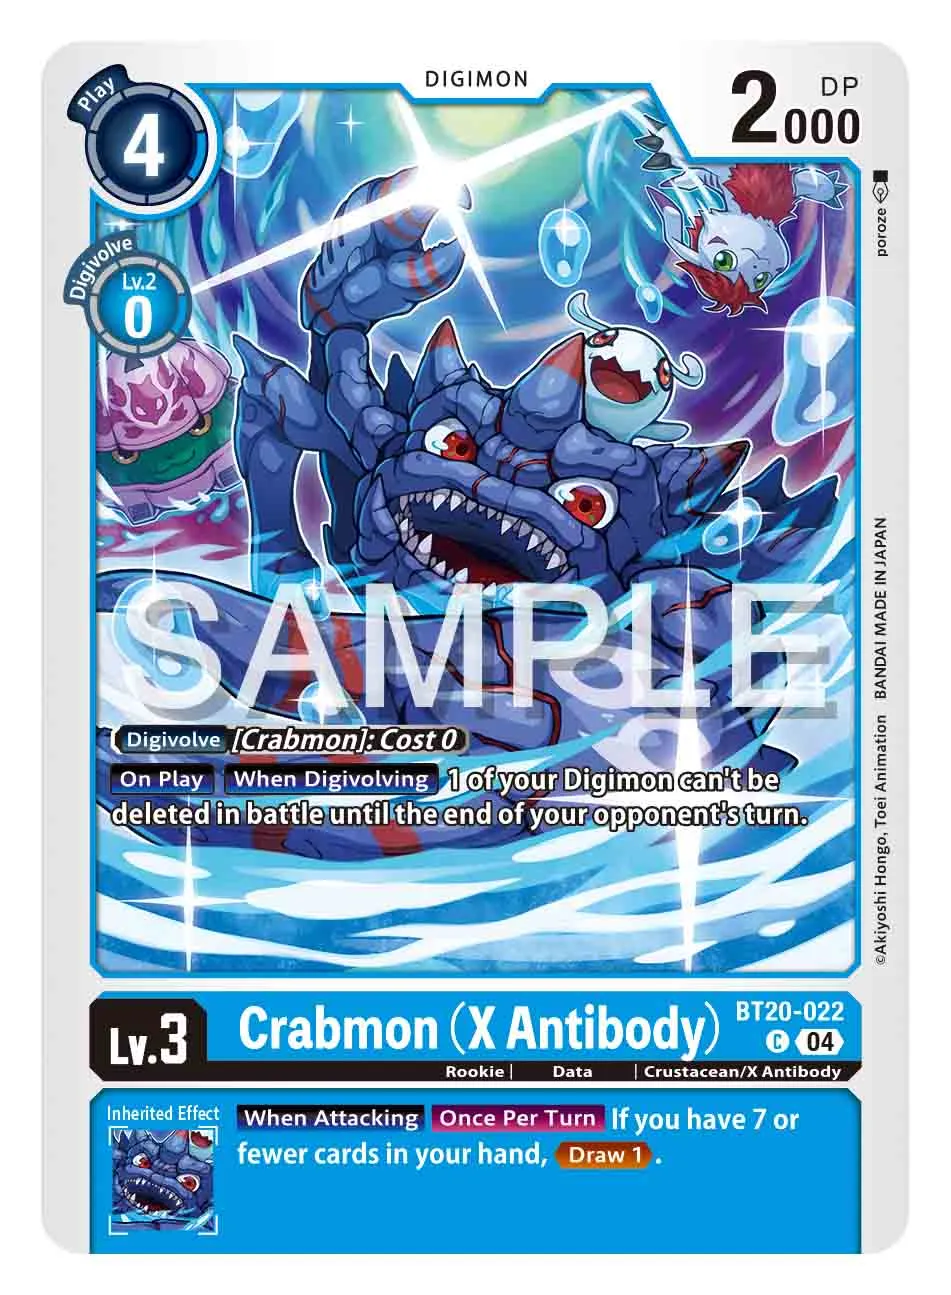 DIGIMON
Play
4
2000
DP
Digivolve
Lv.2
0
poroze
SAMPLE
Digivolve [Crabmon]: Cost 0
On Play When Digivolving 1 of your Digimon can't be
deleted in battle until the end of your opponent's turn.
©Akiyoshi Hongo, Toei Animation BANDAI MADE IN JAPAN
Lv.3
Crabmon (X Antibody)
BT20-022
C 04
Rookie | Data | Crustacean/X Antibody
Inherited Effect
When Attacking Once Per Turn If you have 7 or
fewer cards in your hand, Draw 1 .